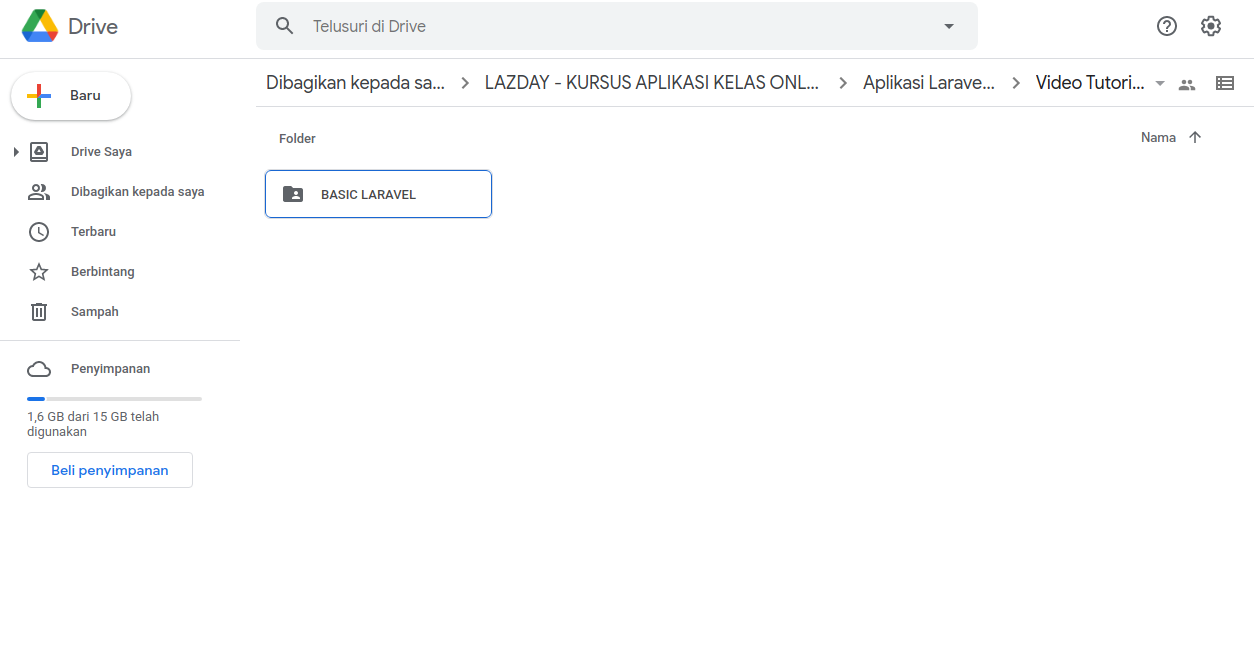 Drive
Telusuri di Drive
Baru
Dibagikan kepada sa... LAZDAY - KURSUS APLIKASI KELAS ONL... Aplikasi Larave... Video Tutori...
Folder
Nama
Drive Saya
BASIC LARAVEL
Dibagikan kepada saya
Terbaru
Berbintang
Sampah
Penyimpanan
1,6 GB dari 15 GB telah
digunakan
Beli penyimpanan